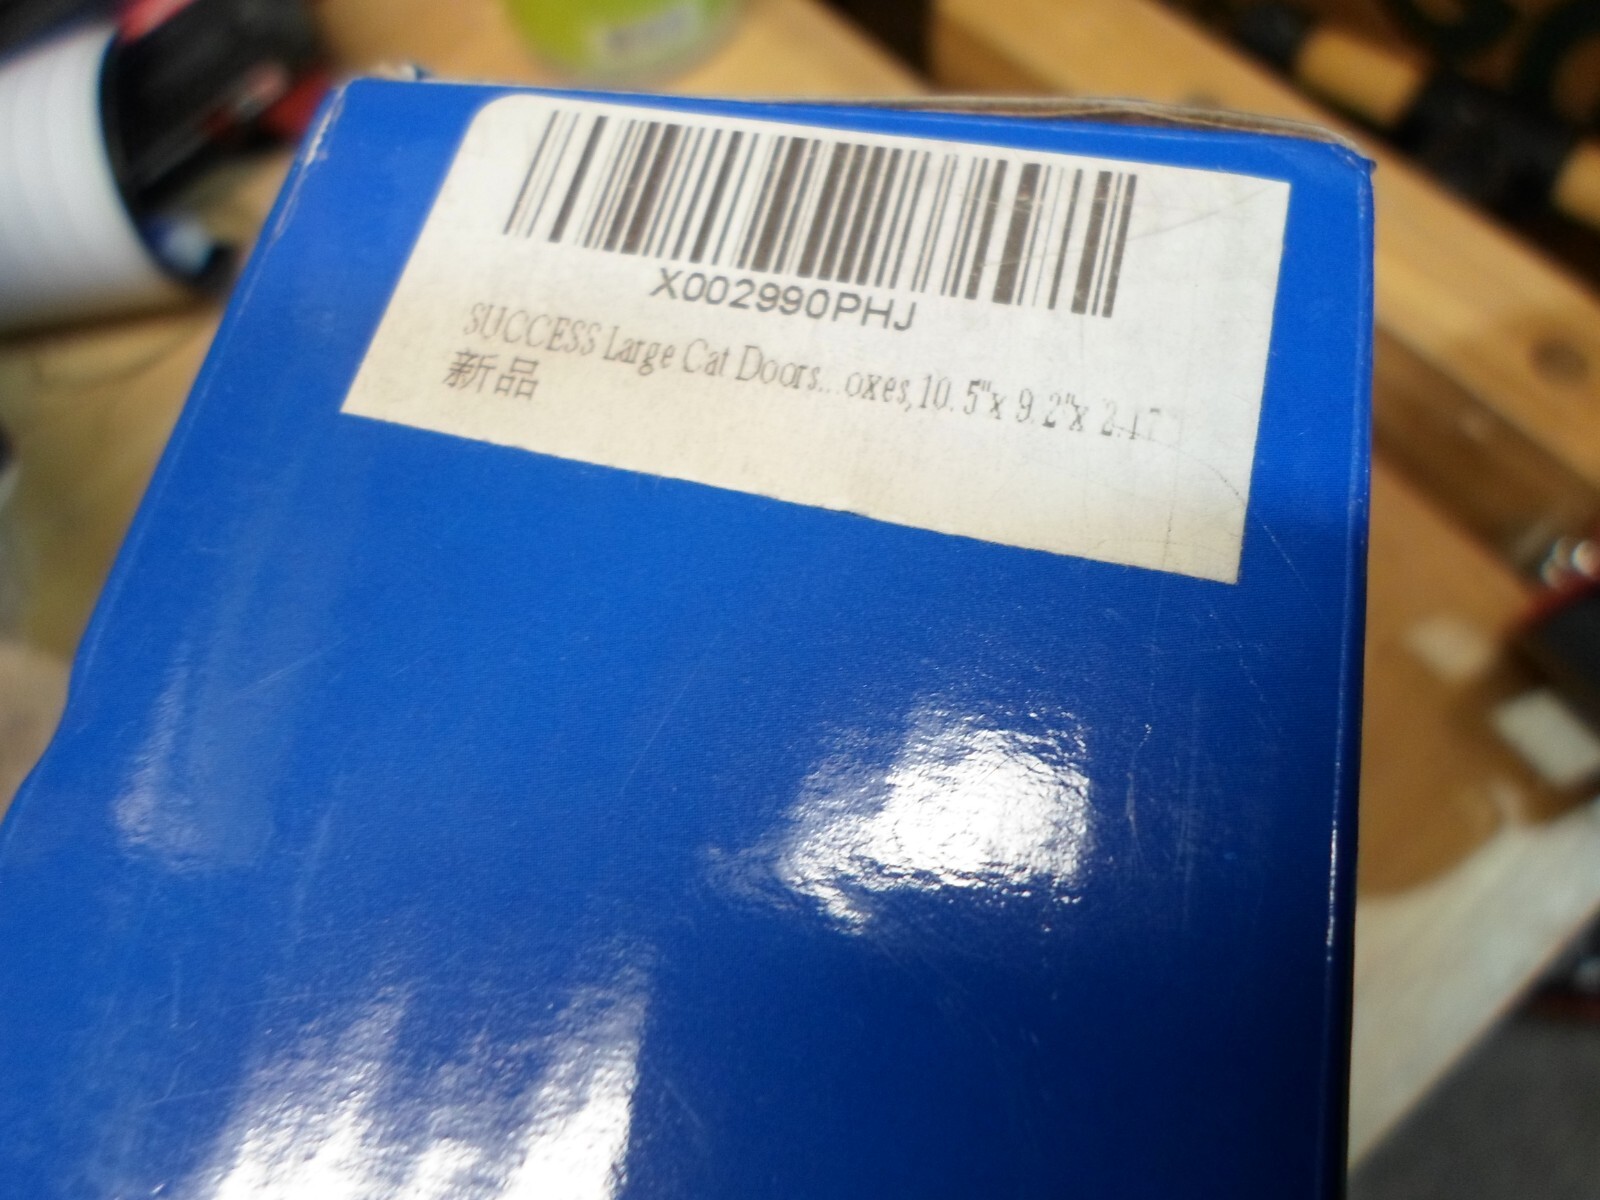 X002990PHJ
SUCCESS Large Cat Doors...oxes,10.5"x 9.2"x
新品